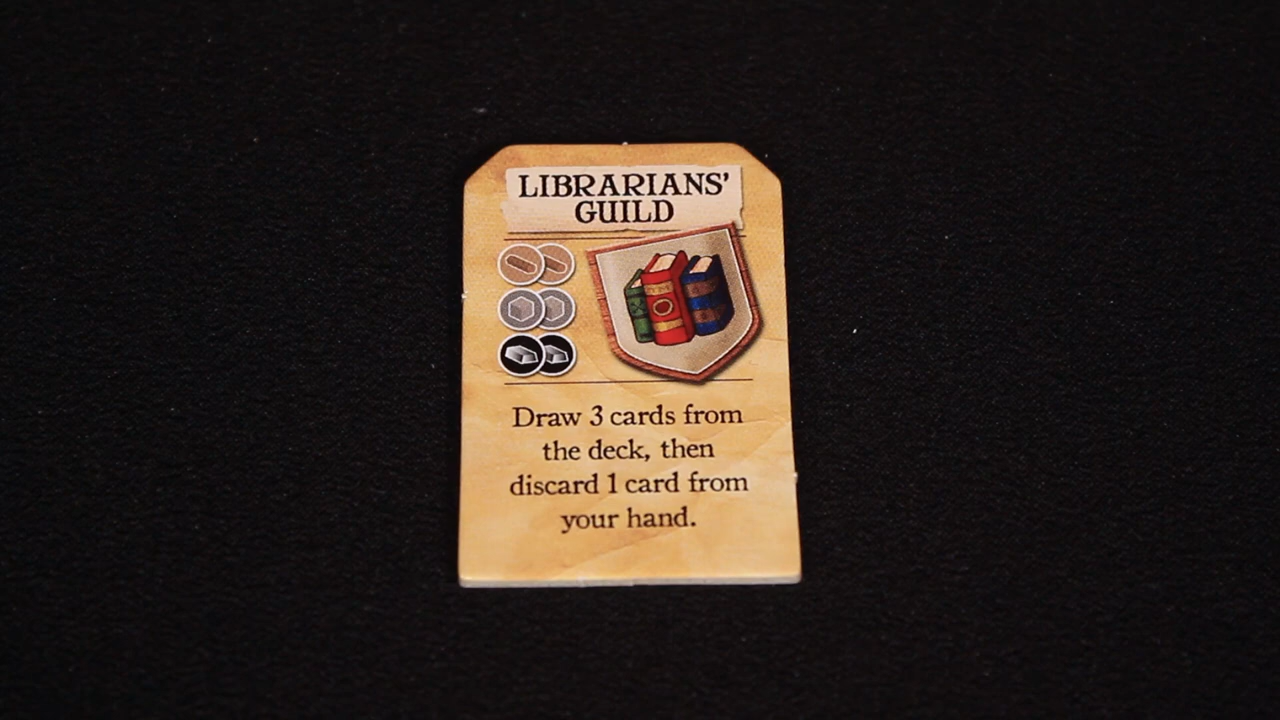 LIBRARIANS'
GUILD
Draw 3 cards from
the deck, then
discard 1 card from
your hand.